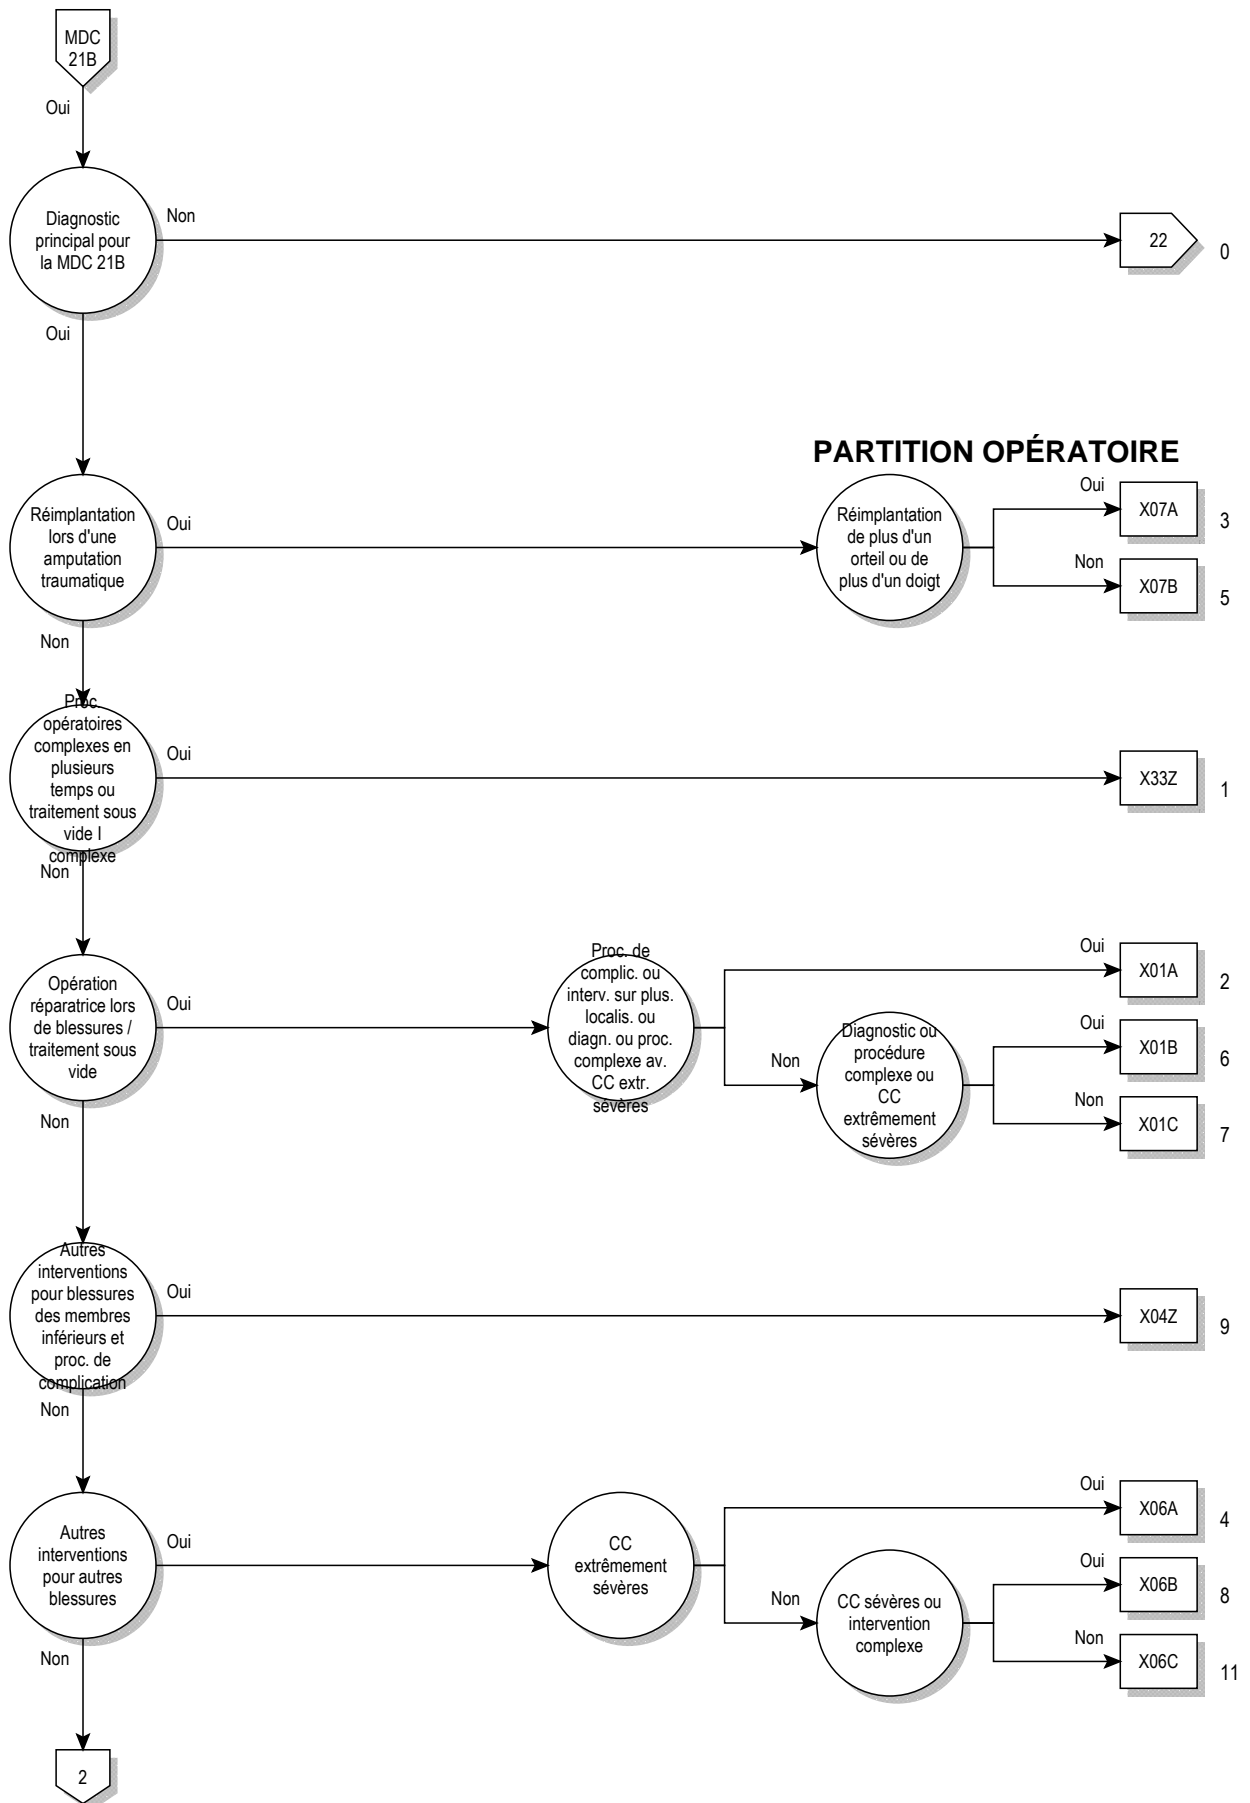 MDC
21B
Oui
Diagnostic
principal pour
la MDC 21B
Non
22
0
Oui
PARTITION OPÉRATOIRE
Réimplantation
lors d'une
amputation
traumatique
Oui
Réimplantation
de plus d'un
orteil ou de
plus d'un doigt
Oui
X07A
3
Non
X07B
5
Non
Proc.
opératoires
complexes en
plusieurs
temps ou
traitement sous
vide I
complexe
Oui
X33Z
1
Non
Opération
réparatrice lors
de blessures /
traitement sous
vide
Oui
Proc. de
complic. ou
interv. sur plus.
localis. ou
diagn. ou proc.
complexe av.
CC extr.
sévères
Oui
X01A
2
Non
Diagnostic ou
procédure
complexe ou
CC
extrêmement
sévères
Oui
X01B
6
Non
X01C
7
Non
Autres
interventions
pour blessures
des membres
inférieurs et
proc. de
complication
Oui
X04Z
9
Non
Autres
interventions
pour autres
blessures
Oui
CC
extrêmement
sévères
Oui
X06A
4
Non
CC sévères ou
intervention
complexe
Oui
X06B
8
Non
X06C
11
Non
2